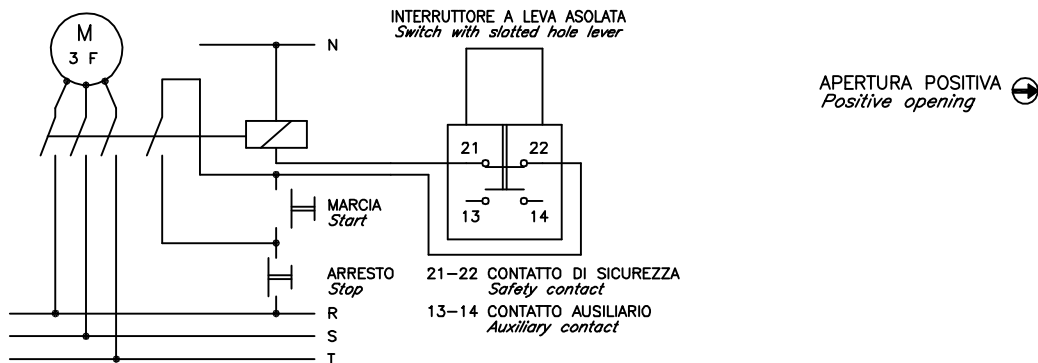 M
3 F
N
INTERRUTTORE A LEVA ASOLATA
Switch with slotted hole lever
APERTURA POSITIVA
Positive opening
21 22
13 14
MARCIA
Start
ARRESTO
Stop
21-22 CONTATTO DI SICUREZZA
Safety contact
13-14 CONTATTO AUSILIARIO
Auxiliary contact
R
S
T